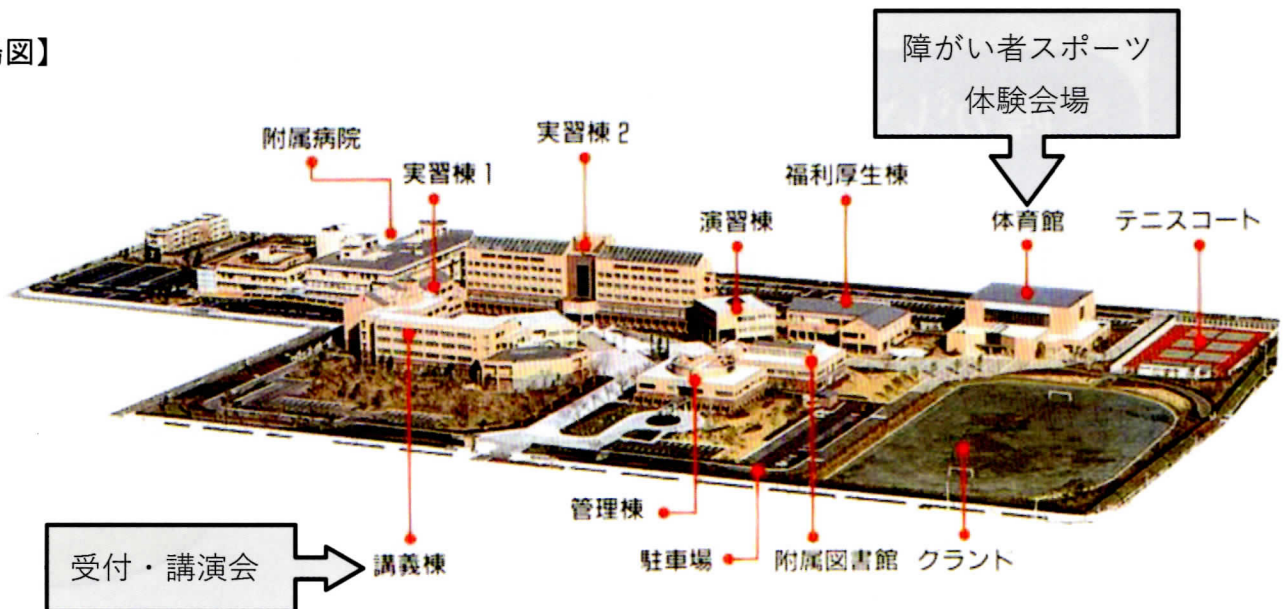 図】
障がい者スポーツ
体験会場
附属病院
実習棟1
実習棟2
演習棟
福利厚生棟
体育館
テニスコート
管理棟
駐車場
附属図書館
クランド
講義棟
受付・講演会